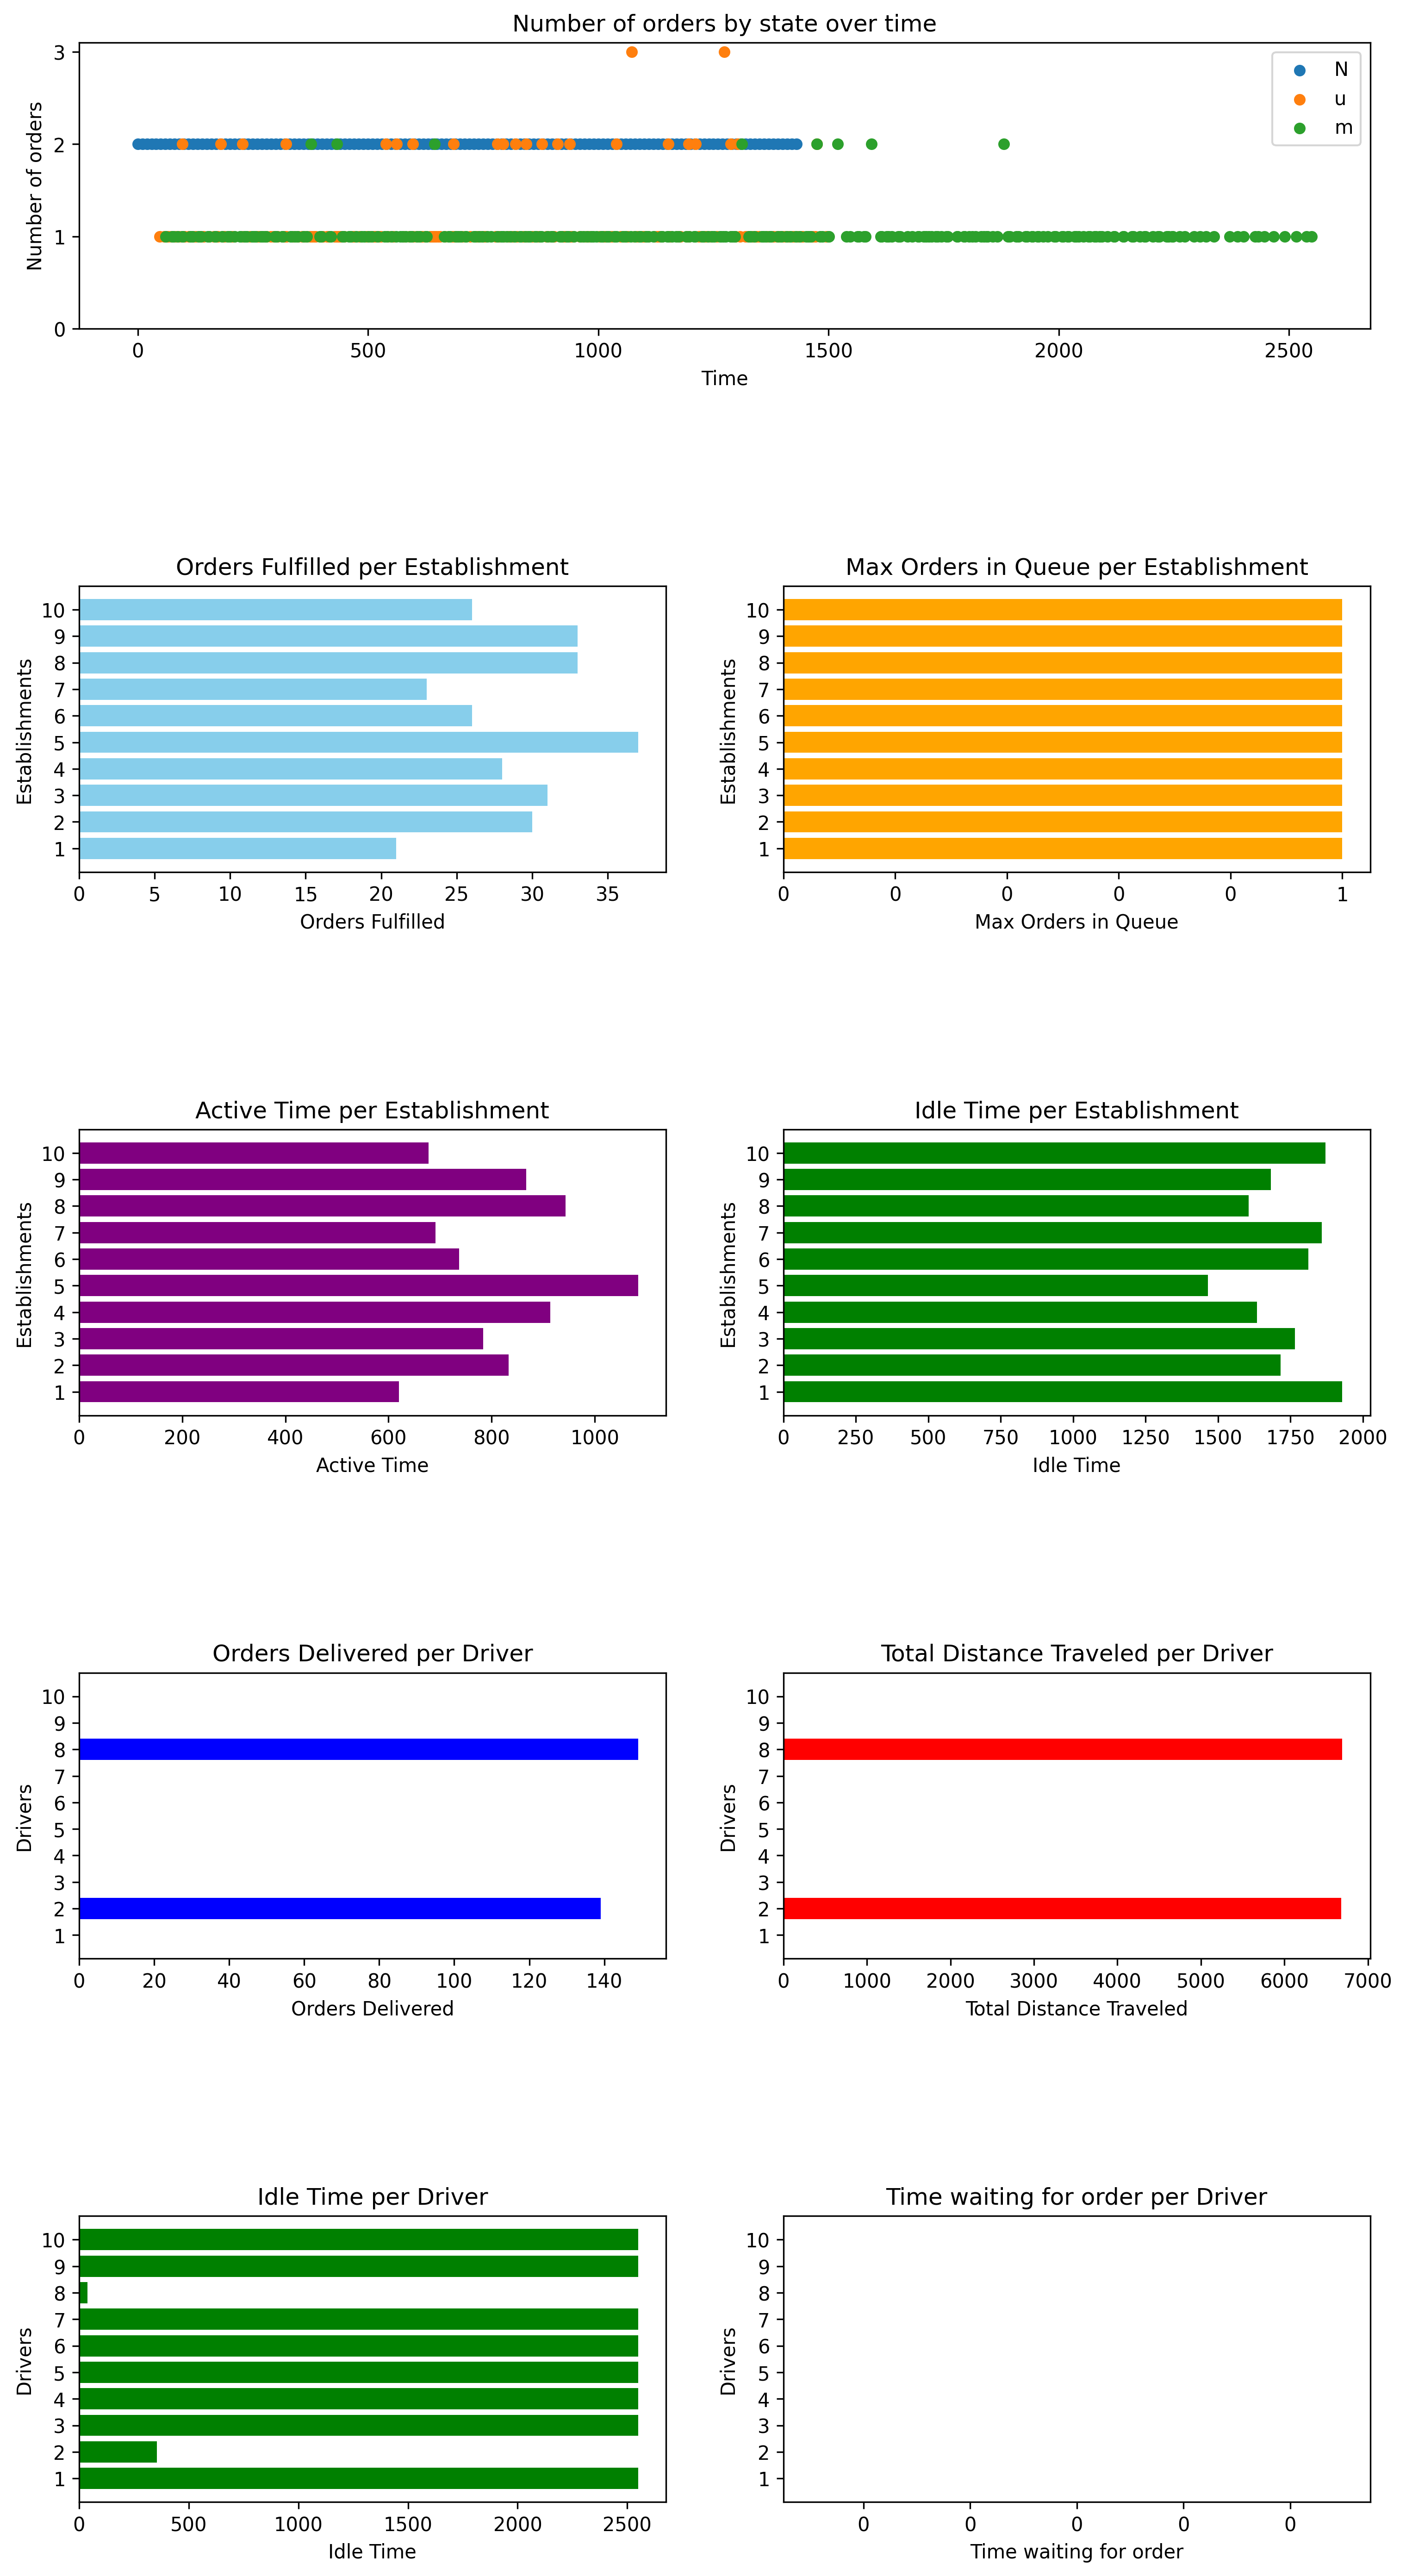 Number of orders by state over time
3
2
1
0
Number of orders
N
u
m
0 500 1000 1500 2000 2500
Time
Orders Fulfilled per Establishment
10
9
8
7
6
5
4
3
2
1
Establishments
0 5 10 15 20 25 30 35
Orders Fulfilled
Max Orders in Queue per Establishment
10
9
8
7
6
5
4
3
2
1
Establishments
0 0 0 0 0 1
Max Orders in Queue
Active Time per Establishment
10
9
8
7
6
5
4
3
2
1
Establishments
0 200 400 600 800 1000
Active Time
Idle Time per Establishment
10
9
8
7
6
5
4
3
2
1
Establishments
0 250 500 750 1000 1250 1500 1750 2000
Idle Time
Orders Delivered per Driver
10
9
8
7
6
5
4
3
2
1
Drivers
0 20 40 60 80 100 120 140
Orders Delivered
Total Distance Traveled per Driver
10
9
8
7
6
5
4
3
2
1
Drivers
0 1000 2000 3000 4000 5000 6000 7000
Total Distance Traveled
Idle Time per Driver
10
9
8
7
6
5
4
3
2
1
Drivers
0 500 1000 1500 2000 2500
Idle Time
Time waiting for order per Driver
10
9
8
7
6
5
4
3
2
1
Drivers
0 0 0 0 0
Time waiting for order